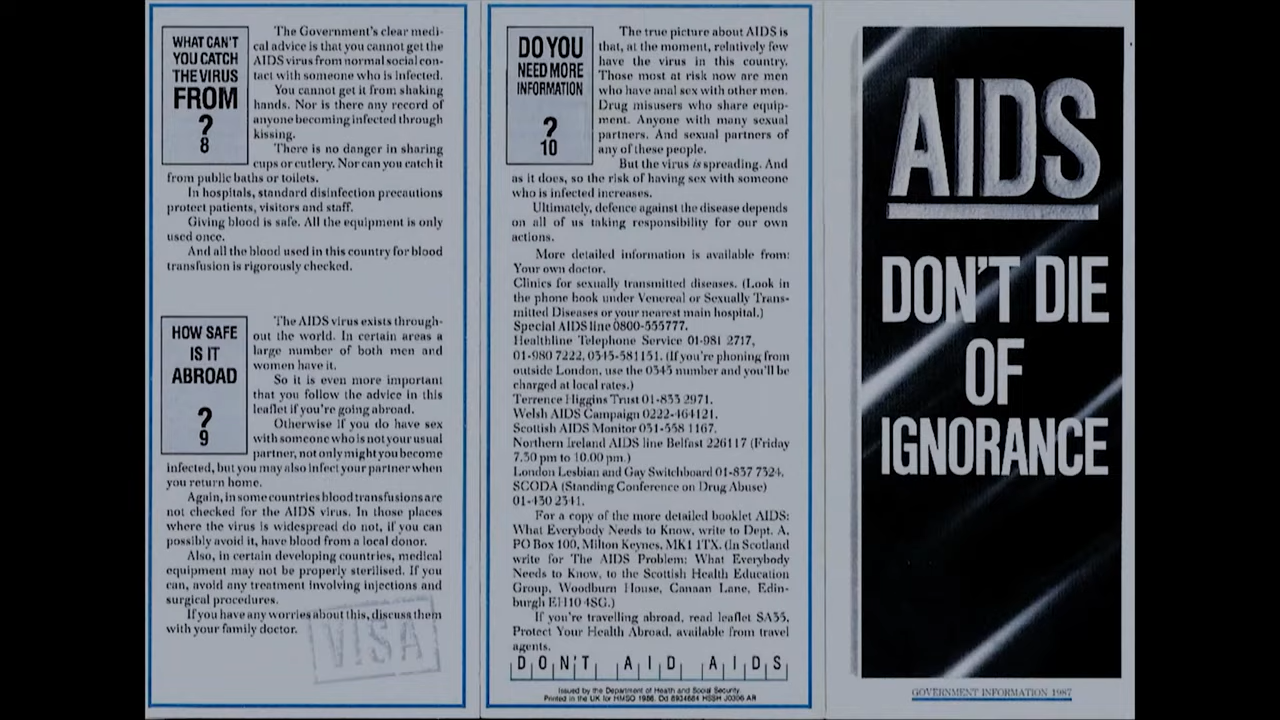 WHAT CAN'T
YOU CATCH
THE VIRUS
FROM
?
8
The Government's clear medi-
cal advice is that you cannot get the
AIDS virus from normal social con-
tact with someone who is infected.
You cannot get it from shaking
hands. Nor is there any record of
anyone becoming infected through
kissing.
There is no danger in sharing
cups or cutlery. Nor can you catch it
from public baths or toilets.
In hospitals, standard disinfection precautions
protect patients, visitors and staff.
Giving blood is safe. All the equipment is only
used once.
And all the blood used in this country for blood
transfusion is rigorously checked.
HOW SAFE
IS IT
ABROAD
?
9
The AIDS virus exists through-
out the world. In certain areas a
large number of both men and
women have it.
So it is even more important
that you follow the advice in this
leaflet if you're going abroad.
Otherwise if you do have sex
with someone who is not your usual
partner, not only might you become
infected, but you may also infect your partner when
you return home.
Again, in some countries blood transfusions are
not checked for the AIDS virus. In those places
where the virus is widespread do not, if you can
possibly avoid it, have blood from a local donor.
Also, in certain developing countries, medical
equipment may not be properly sterilised. If you
can, avoid any treatment involving injections and
surgical procedures.
If you have any worries about this, discuss them
with your family doctor.
VISA
DO YOU
NEED MORE
INFORMATION
?
10
The true picture about AIDS is
that, at the moment, relatively few
have the virus in this country.
Those most at risk now are men
who have anal sex with other men.
Drug misusers who share equip-
ment. Anyone with many sexual
partners. And sexual partners of
any of these people.
But the virus is spreading. And
as it does, so the risk of having sex with someone
who is infected increases.
Ultimately, defence against the disease depends
on all of us taking responsibility for our own
actions.
More detailed information is available from:
Your own doctor.
Clinics for sexually transmitted diseases. (Look in
the phone book under Venereal or Sexually Trans-
mitted Diseases or your nearest main hospital.)
Special AIDS line 0800-555777.
Healthline Telephone Service 01-981 2717,
01-980 7222, 0345-581151. (If you're phoning from
outside London, use the 0345 number and you'll be
charged at local rates.)
Terrence Higgins Trust 01-833 2971.
Welsh AIDS Campaign 0222-464121.
Scottish AIDS Monitor 031-558 1167.
Northern Ireland AIDS line Belfast 226117 (Friday
7.30 pm to 10.00 pm.)
London Lesbian and Gay Switchboard 01-837 7324.
SCODA (Standing Conference on Drug Abuse)
01-430 2341.
For a copy of the more detailed booklet AIDS:
What Everybody Needs to Know, write to Dept. A,
PO Box 100, Milton Keynes, MK1 1TX. (In Scotland
write for The AIDS Problem: What Everybody
Needs to Know, to the Scottish Health Education
Group, Woodburn House, Canaan Lane, Edin-
burgh EH10 4SG.)
If you're travelling abroad, read leaflet SA35,
Protect Your Health Abroad, available from travel
agents.
DON'T AID AIDS
Issued by the Department of Health and Social Security.
Printed in the UK for HMSO 1986. Dd 8934684 HSSH J0306 AR
AIDS
DON'T DIE
OF
IGNORANCE
GOVERNMENT INFORMATION 1987